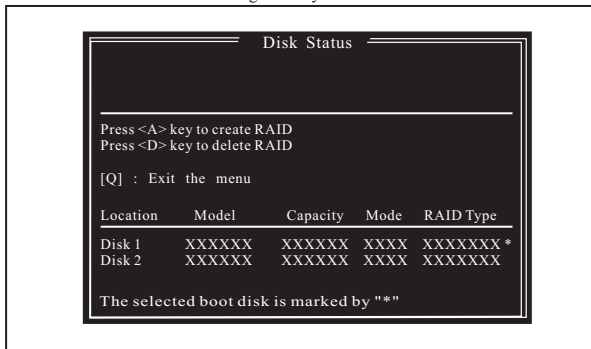 Disk Status
Press <A> key to create RAID
Press <D> key to delete RAID
[Q] : Exit the menu
Location Model Capacity Mode RAID Type
Disk 1 XXXXXX XXXXXX XXXX XXXXXXX *
Disk 2 XXXXXX XXXXXX XXXX XXXXXXX
The selected boot disk is marked by "*"